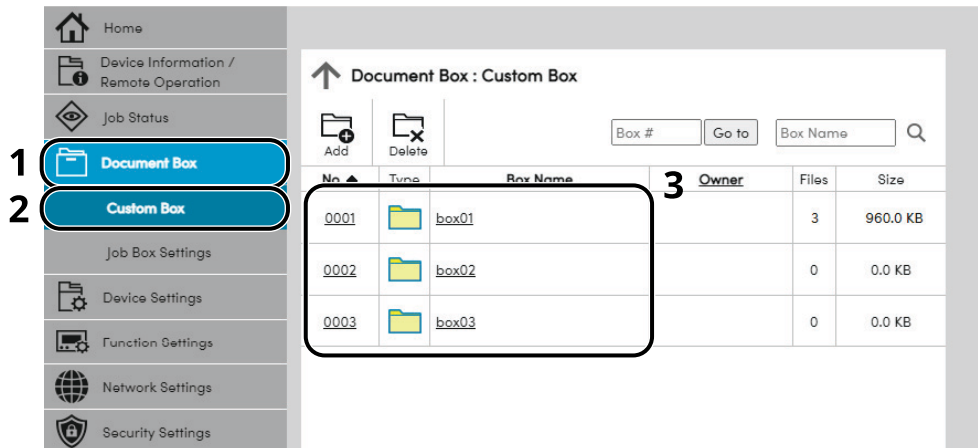 Home
Device Information /
Remote Operation
Job Status
1
Document Box
2
Custom Box
Job Box Settings
Device Settings
Function Settings
Network Settings
Security Settings
Document Box : Custom Box
Add
Delete
Box #
Go to
Box Name
No. Type Box Name 3 Owner Files Size
0001 box01 3 960.0 KB
0002 box02 0 0.0 KB
0003 box03 0 0.0 KB